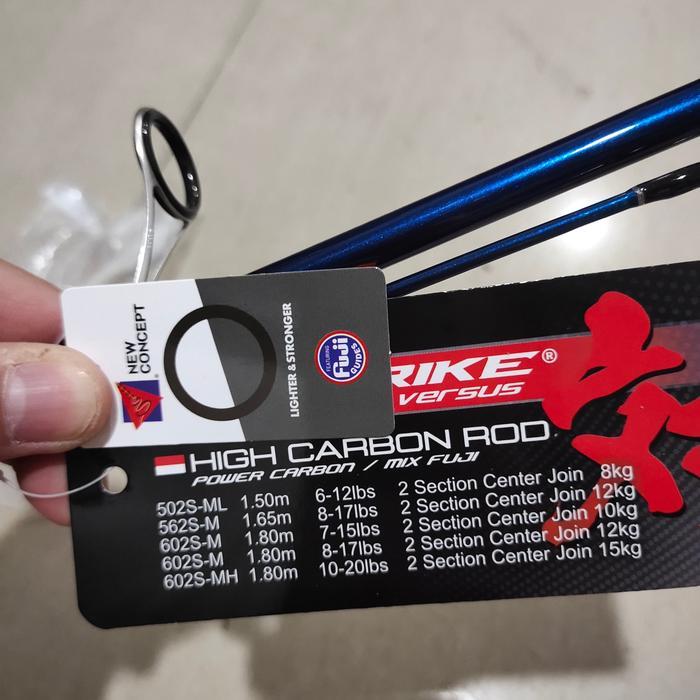 NEW
CONCEPT
LIGHTER & STRONGER
FEATURING
Fuji
GUIDES
RIKE®
versus
HIGH CARBON ROD
POWER CARBON / MIX FUJI
502S-ML 1.50m 6-12lbs 2 Section Center Join 8kg
562S-M 1.65m 8-17lbs 2 Section Center Join 12kg
602S-M 1.80m 7-15lbs 2 Section Center Join 10kg
602S-M 1.80m 8-17lbs 2 Section Center Join 12kg
602S-MH 1.80m 10-20lbs 2 Section Center Join 15kg